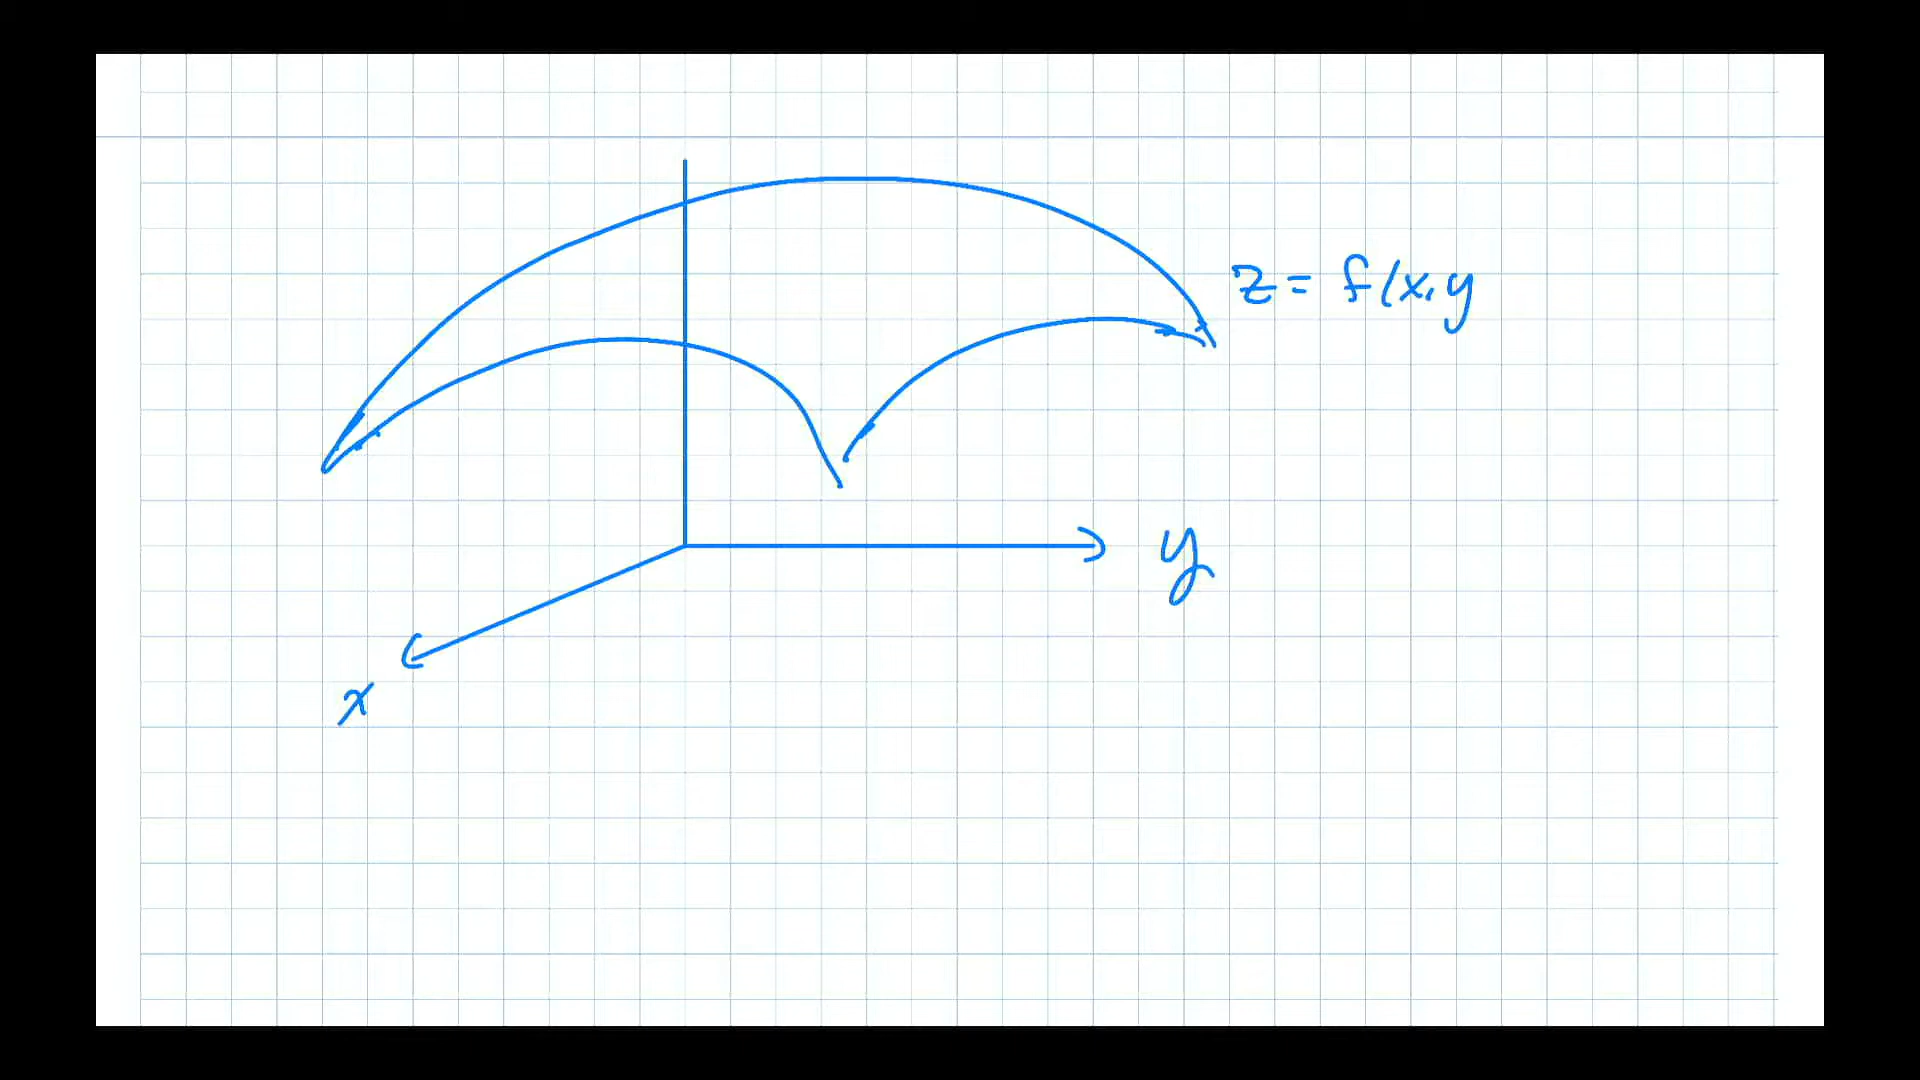 z = f(x,y
y
x